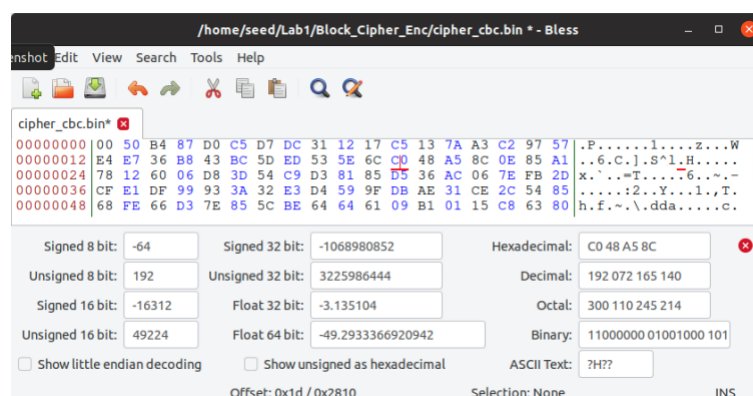 /home/seed/Lab1/Block_Cipher_Enc/cipher_cbc.bin * - Bless
enshot Edit View Search Tools Help
cipher_cbc.bin*
00000000 00 50 B4 87 D0 C5 D7 DC 31 12 17 C5 13 7A A3 C2 97 57 .P......1....z...W
00000012 E4 E7 36 B8 43 BC 5D ED 53 5E 6C C0 48 A5 8C 0E 85 A1 ..6.C.].S^l.H.....
00000024 78 12 60 06 D8 3D 54 C9 D3 81 85 D5 36 AC 06 7E FB 2D x.`..=T.....6..~.-
00000036 CF E1 DF 99 93 3A 32 E3 D4 59 9F DB AE 31 CE 2C 54 85 .....:2..Y...1.,T.
00000048 68 FE 66 D3 7E 85 5C BE 64 64 61 09 B1 01 15 C8 63 80 h.f.~.\.dda.....c.
Signed 8 bit: -64 Signed 32 bit: -1068980852 Hexadecimal: C0 48 A5 8C
Unsigned 8 bit: 192 Unsigned 32 bit: 3225986444 Decimal: 192 072 165 140
Signed 16 bit: -16312 Float 32 bit: -3.135104 Octal: 300 110 245 214
Unsigned 16 bit: 49224 Float 64 bit: -49.2933366920942 Binary: 11000000 01001000 101
Show little endian decoding Show unsigned as hexadecimal ASCII Text: ?H??
Offset: 0x1d / 0x2810 Selection: None INS